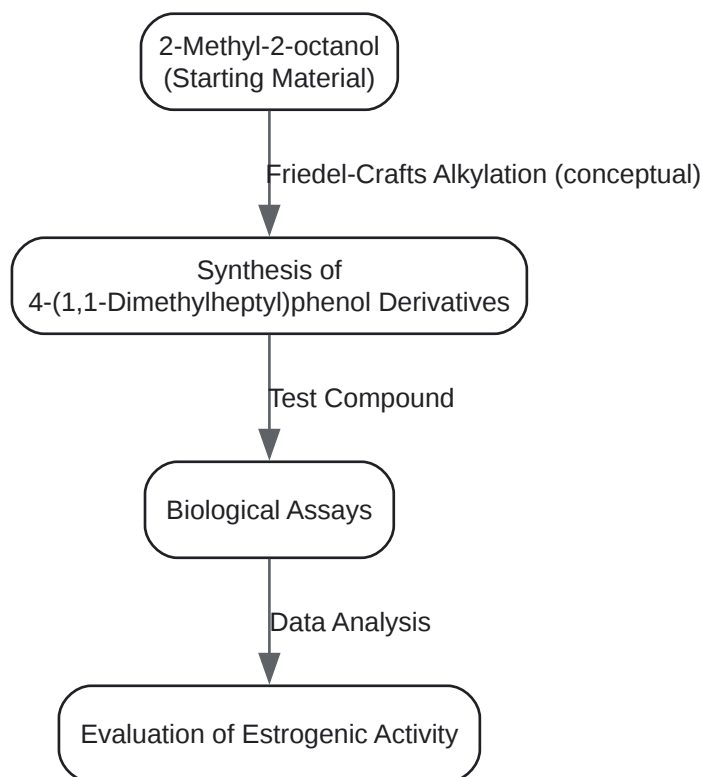 2-Methyl-2-octanol
(Starting Material)
Friedel-Crafts Alkylation (conceptual)
Synthesis of
4-(1,1-Dimethylheptyl)phenol Derivatives
Test Compound
Biological Assays
Data Analysis
Evaluation of Estrogenic Activity